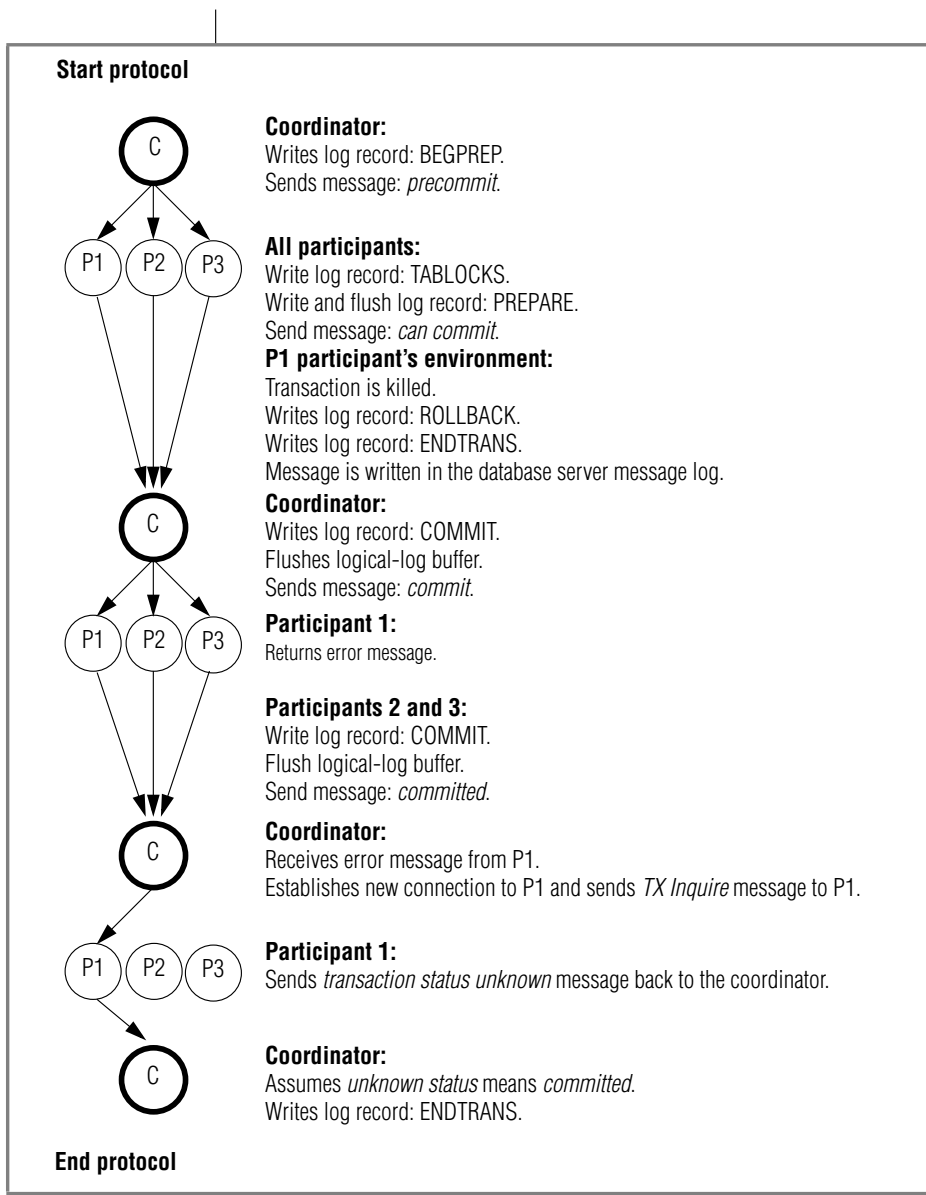 Start protocol
C
Coordinator:
Writes log record: BEGPREP.
Sends message: precommit.
P1 P2 P3
All participants:
Write log record: TABLOCKS.
Write and flush log record: PREPARE.
Send message: can commit.
P1 participant's environment:
Transaction is killed.
Writes log record: ROLLBACK.
Writes log record: ENDTRANS.
Message is written in the database server message log.
C
Coordinator:
Writes log record: COMMIT.
Flushes logical-log buffer.
Sends message: commit.
P1 P2 P3
Participant 1:
Returns error message.
Participants 2 and 3:
Write log record: COMMIT.
Flush logical-log buffer.
Send message: committed.
C
Coordinator:
Receives error message from P1.
Establishes new connection to P1 and sends TX Inquire message to P1.
P1 P2 P3
Participant 1:
Sends transaction status unknown message back to the coordinator.
C
Coordinator:
Assumes unknown status means committed.
Writes log record: ENDTRANS.
End protocol